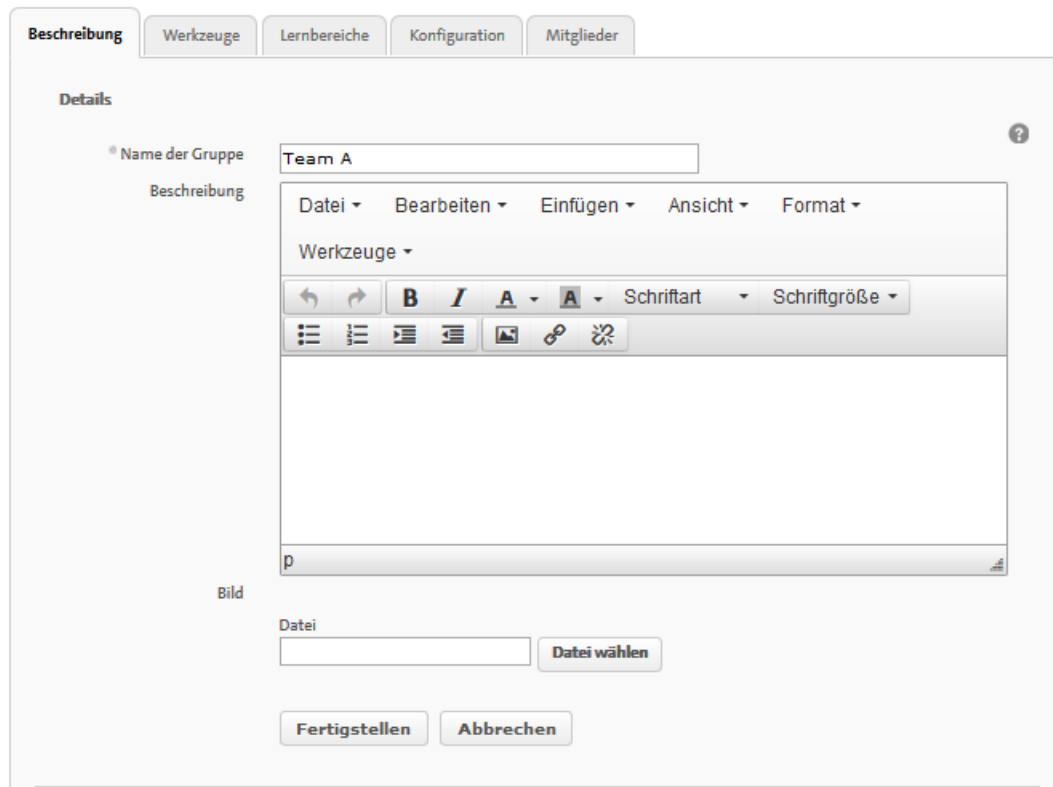 Beschreibung Werkzeuge Lernbereiche Konfiguration Mitglieder
Details
Name der Gruppe Team A
Beschreibung
Datei Bearbeiten Einfügen Ansicht Format
Werkzeuge
B I A A Schriftart Schriftgröße
p
Bild
Datei
Datei wählen
Fertigstellen Abbrechen